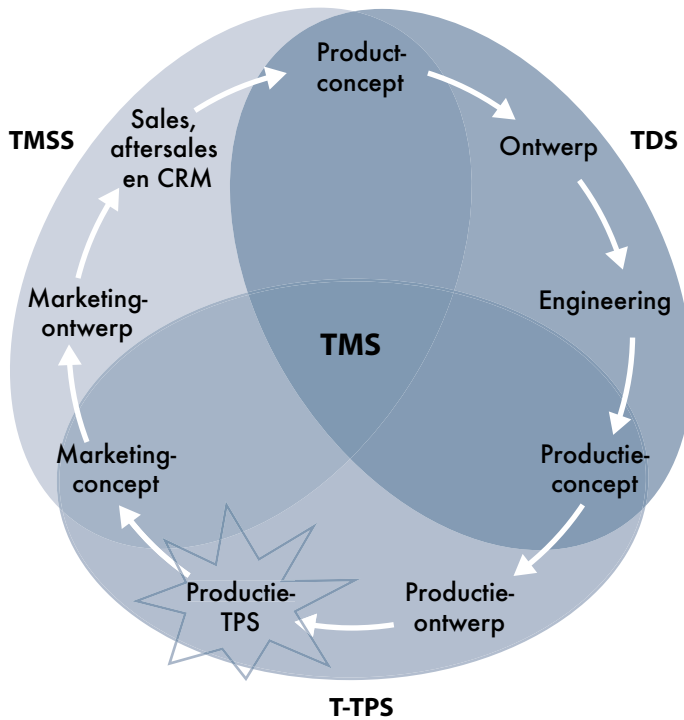 Product-
concept
TMSS
Sales,
aftersales
en CRM
Ontwerp
TDS
Marketing-
ontwerp
Engineering
TMS
Marketing-
concept
Productie-
concept
Productie-
TPS
Productie-
ontwerp
T-TPS